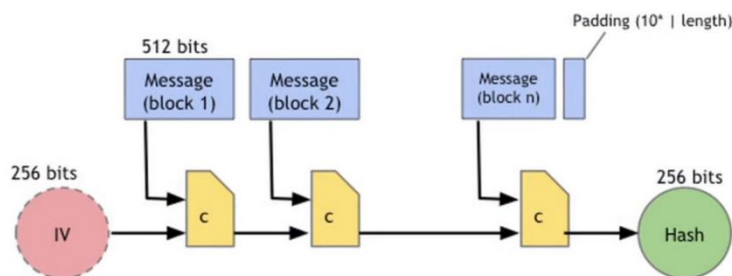 Padding (10* | length)
512 bits
Message
(block 1)
Message
(block 2)
Message
(block n)
256 bits
256 bits
IV
c
c
c
Hash